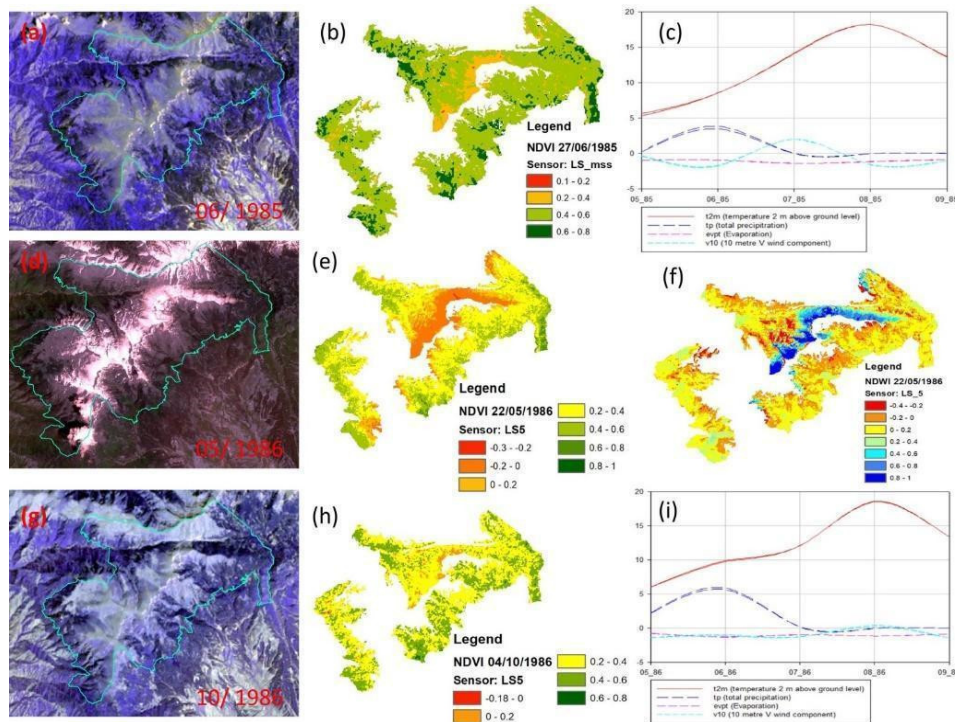 (a)
06/ 1985
(b)
Legend
NDVI 27/06/1985
Sensor: LS_mss
0.1 - 0.2
0.2 - 0.4
0.4 - 0.6
0.6 - 0.8
(c)
20
15
10
5
0
-5
05_85
06_85
07_85
08_85
09_8
t2m (temperature 2 m above ground level)
tp (total precipitation)
evpt (Evaporation)
v10 (10 metre V wind component)
(d)
05/ 1986
(e)
Legend
NDVI 22/05/1986
Sensor: LS5
-0.3 - -0.2
-0.2 - 0
0 - 0.2
0.2 - 0.4
0.4 - 0.6
0.6 - 0.8
0.8 - 1
(f)
Legend
NDWI 22/05/1986
Sensor: LS_5
-0.4 - -0.2
-0.2 - 0
0 - 0.2
0.2 - 0.4
0.4 - 0.6
0.6 - 0.8
0.8 - 1
(g)
10/ 1986
(h)
Legend
NDVI 04/10/1986
Sensor: LS5
-0.18 - 0
0 - 0.2
0.2 - 0.4
0.4 - 0.6
0.6 - 0.8
(i)
20
15
10
5
0
-5
05_86
06_86
07_86
08_86
09_8
t2m (temperature 2 m above ground level)
tp (total precipitation)
evpt (Evaporation)
v10 (10 metre V wind component)